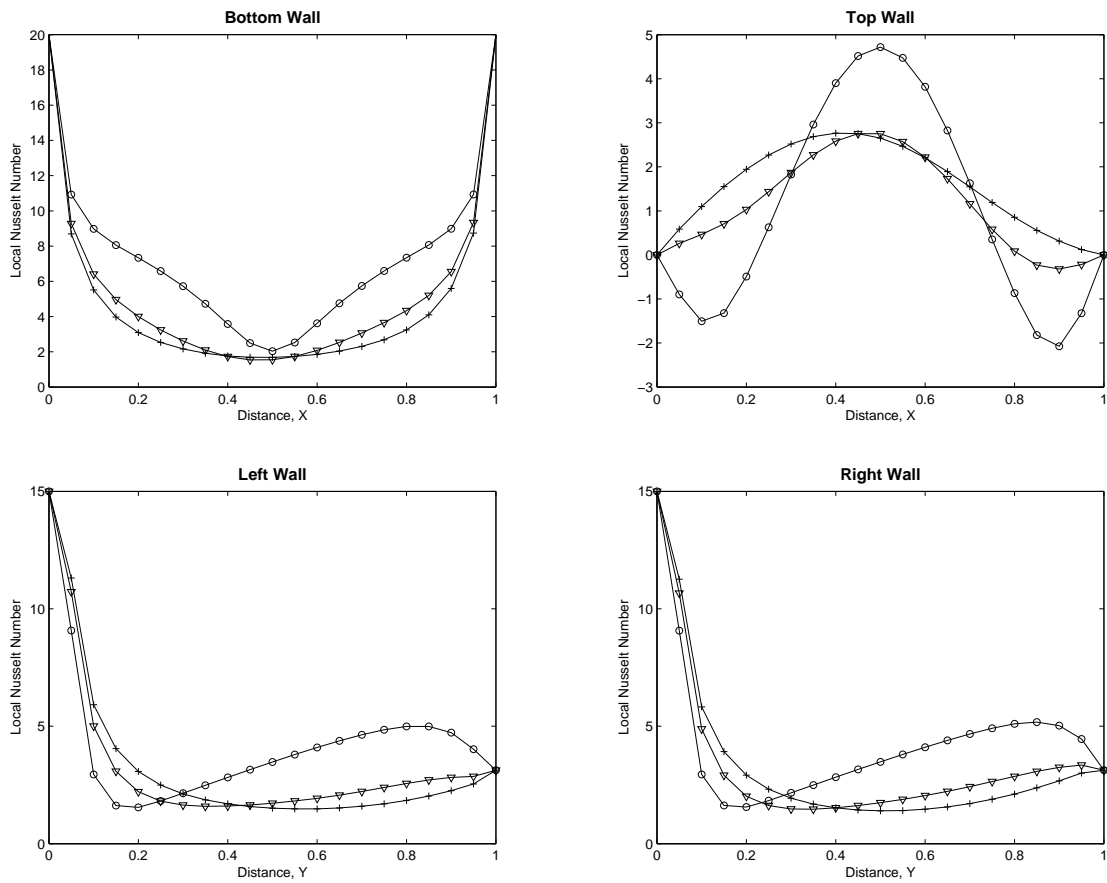 Bottom Wall
20
18
16
14
12
10
8
6
4
2
0
Local Nusselt Number
0 0.2 0.4 0.6 0.8 1
Distance, X
Top Wall
5
4
3
2
1
0
−1
−2
−3
Local Nusselt Number
0 0.2 0.4 0.6 0.8 1
Distance, X
Left Wall
15
10
5
0
Local Nusselt Number
0 0.2 0.4 0.6 0.8 1
Distance, Y
Right Wall
15
10
5
0
Local Nusselt Number
0 0.2 0.4 0.6 0.8 1
Distance, Y